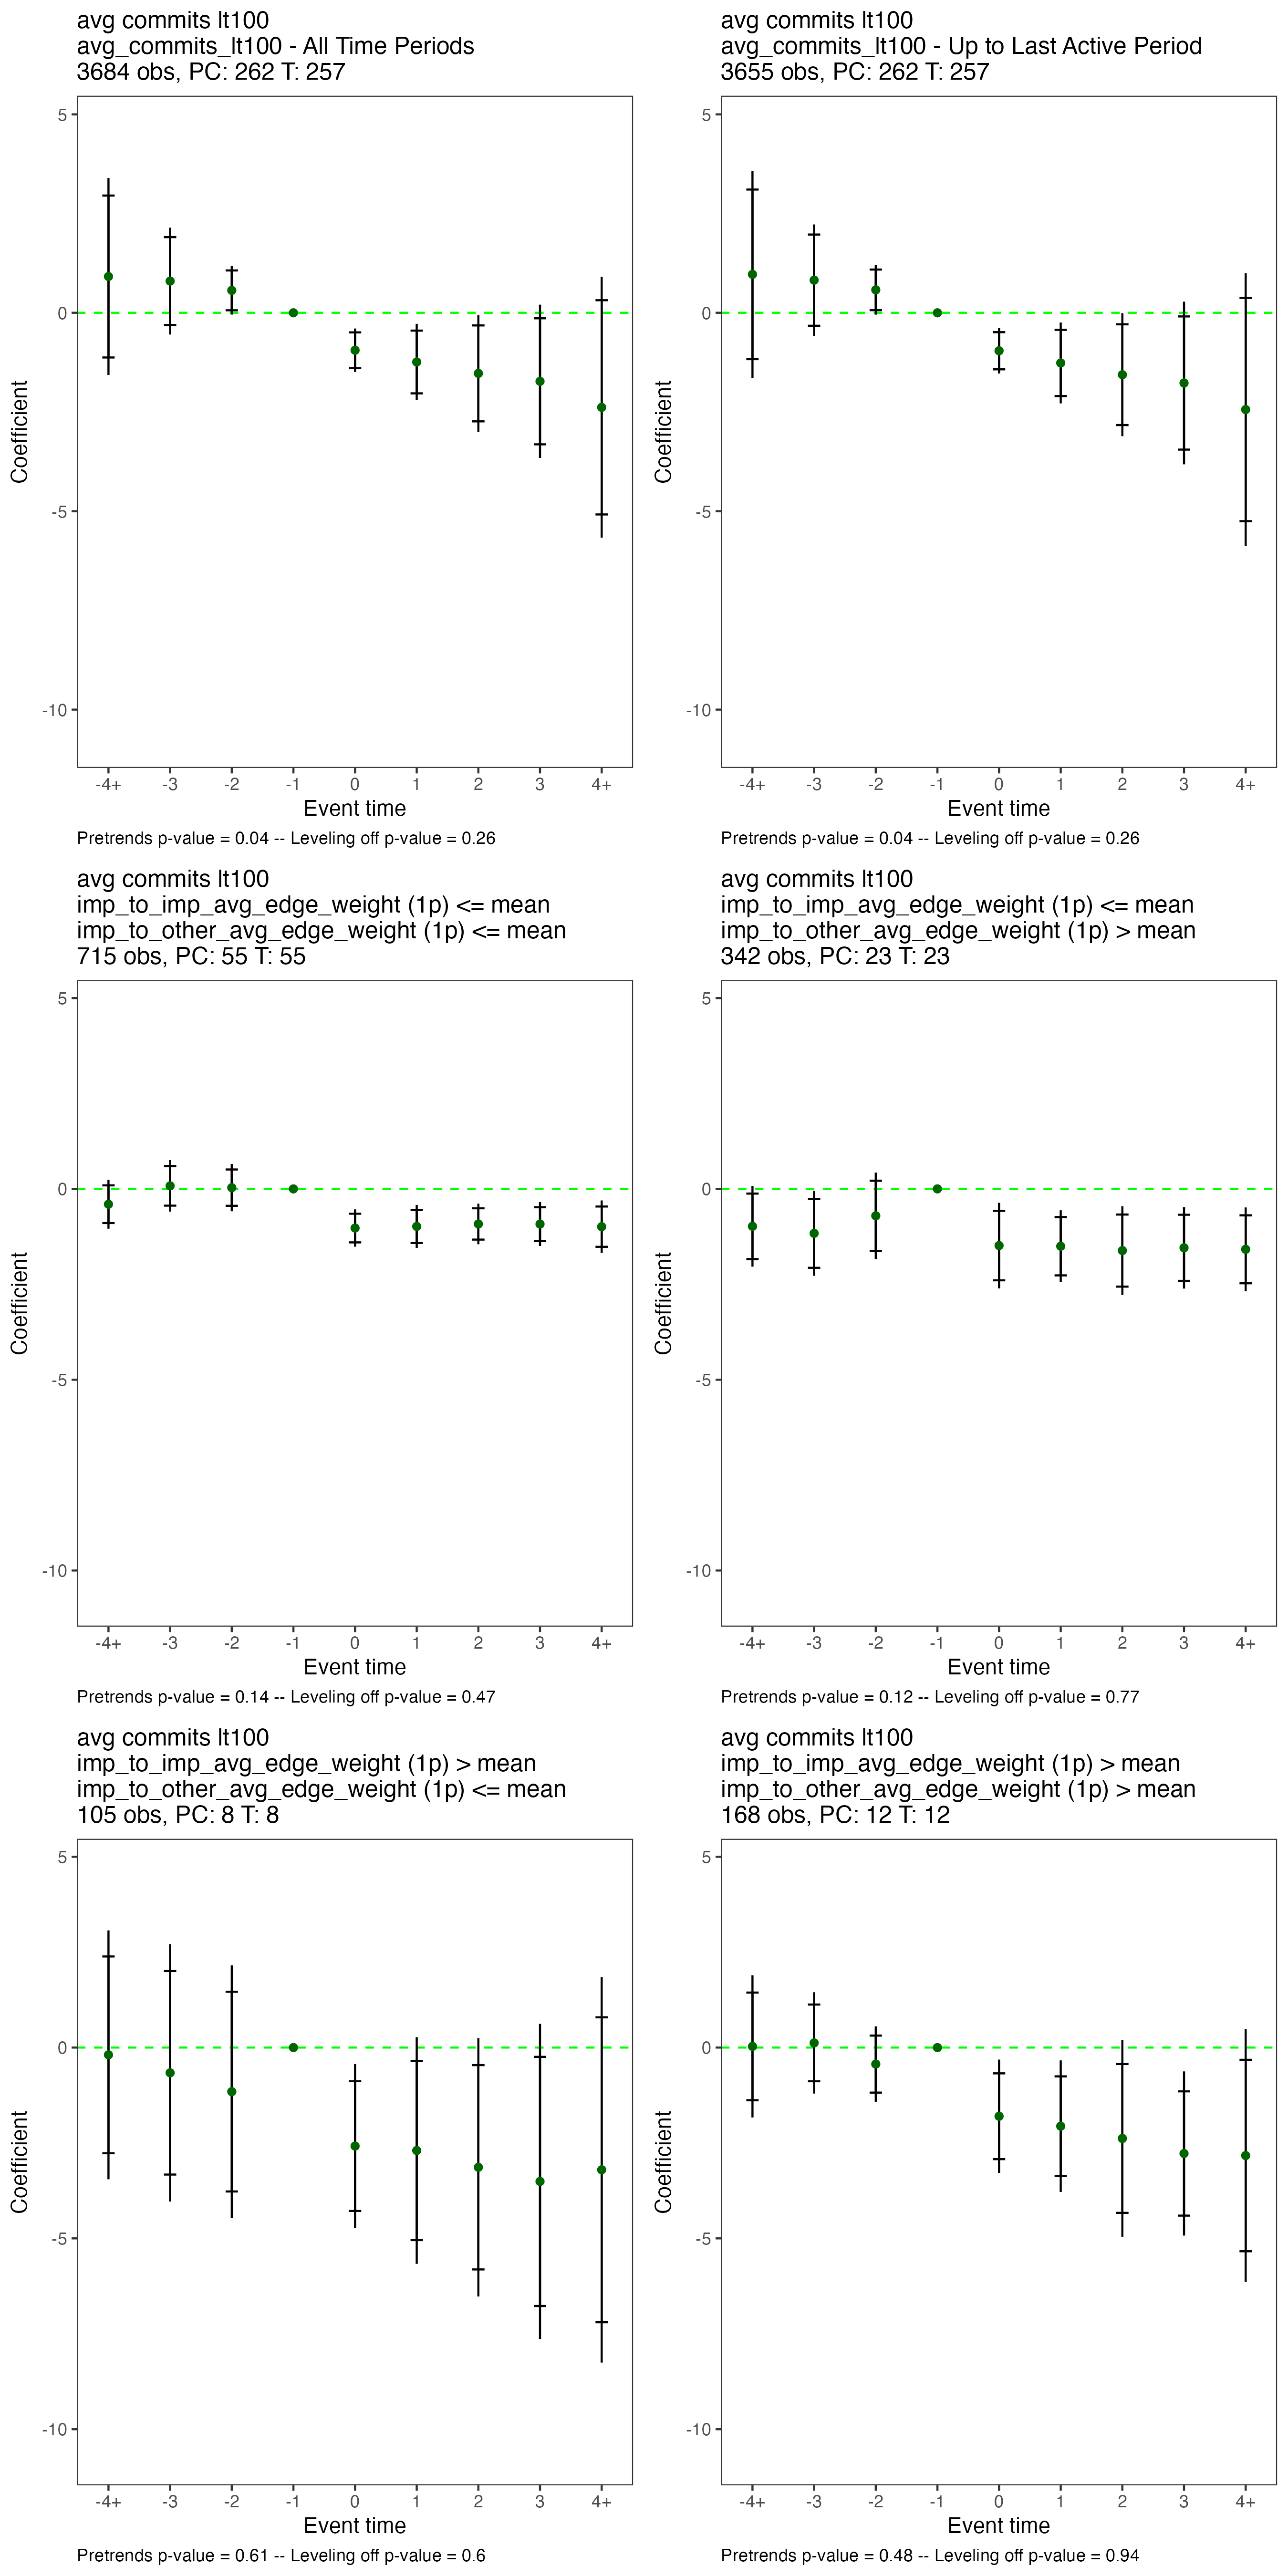 avg commits lt100
avg_commits_lt100 - All Time Periods
3684 obs, PC: 262 T: 257
5
0
-5
-10
Coefficient
-4+ -3 -2 -1 0 1 2 3 4+
Event time
Pretrends p-value = 0.04 -- Leveling off p-value = 0.26
avg commits lt100
avg_commits_lt100 - Up to Last Active Period
3655 obs, PC: 262 T: 257
5
0
-5
-10
Coefficient
-4+ -3 -2 -1 0 1 2 3 4+
Event time
Pretrends p-value = 0.04 -- Leveling off p-value = 0.26
avg commits lt100
imp_to_imp_avg_edge_weight (1p) <= mean
imp_to_other_avg_edge_weight (1p) <= mean
715 obs, PC: 55 T: 55
5
0
-5
-10
Coefficient
-4+ -3 -2 -1 0 1 2 3 4+
Event time
Pretrends p-value = 0.14 -- Leveling off p-value = 0.47
avg commits lt100
imp_to_imp_avg_edge_weight (1p) <= mean
imp_to_other_avg_edge_weight (1p) > mean
342 obs, PC: 23 T: 23
5
0
-5
-10
Coefficient
-4+ -3 -2 -1 0 1 2 3 4+
Event time
Pretrends p-value = 0.12 -- Leveling off p-value = 0.77
avg commits lt100
imp_to_imp_avg_edge_weight (1p) > mean
imp_to_other_avg_edge_weight (1p) <= mean
105 obs, PC: 8 T: 8
5
0
-5
-10
Coefficient
-4+ -3 -2 -1 0 1 2 3 4+
Event time
Pretrends p-value = 0.61 -- Leveling off p-value = 0.6
avg commits lt100
imp_to_imp_avg_edge_weight (1p) > mean
imp_to_other_avg_edge_weight (1p) > mean
168 obs, PC: 12 T: 12
5
0
-5
-10
Coefficient
-4+ -3 -2 -1 0 1 2 3 4+
Event time
Pretrends p-value = 0.48 -- Leveling off p-value = 0.94